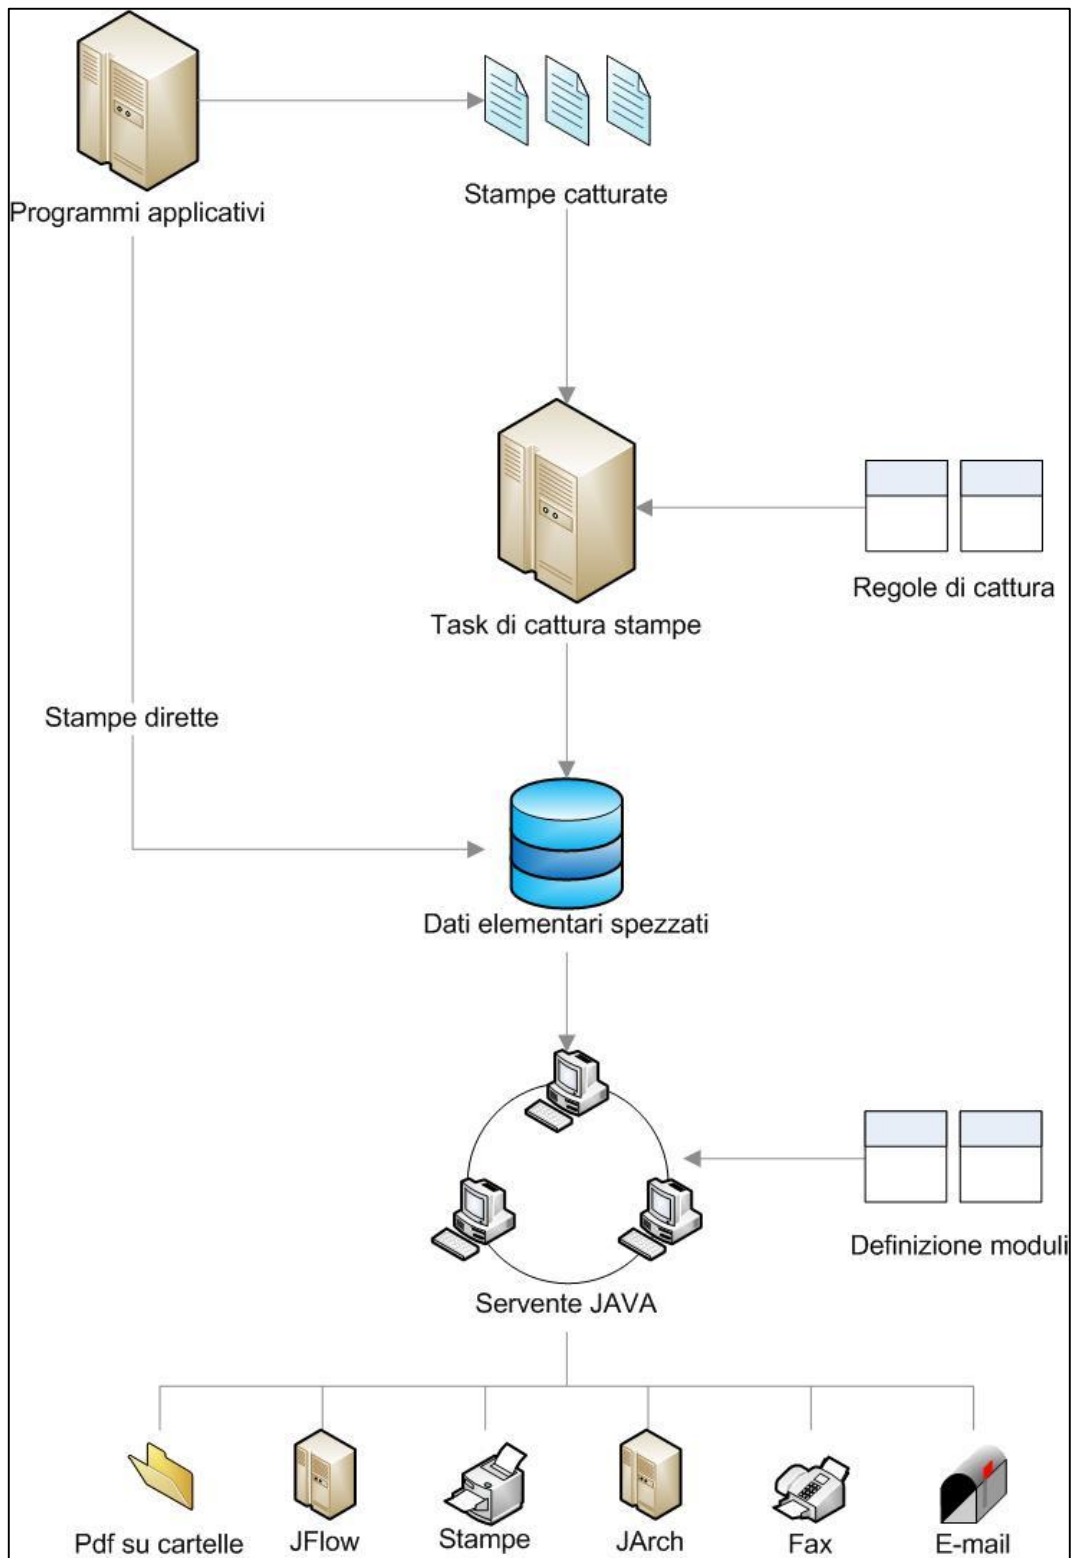 Programmi applicativi
Stampe catturate
Task di cattura stampe
Regole di cattura
Stampe dirette
Dati elementari spezzati
Definizione moduli
Servente JAVA
Pdf su cartelle
JFlow
Stampe
JArch
Fax
E-mail